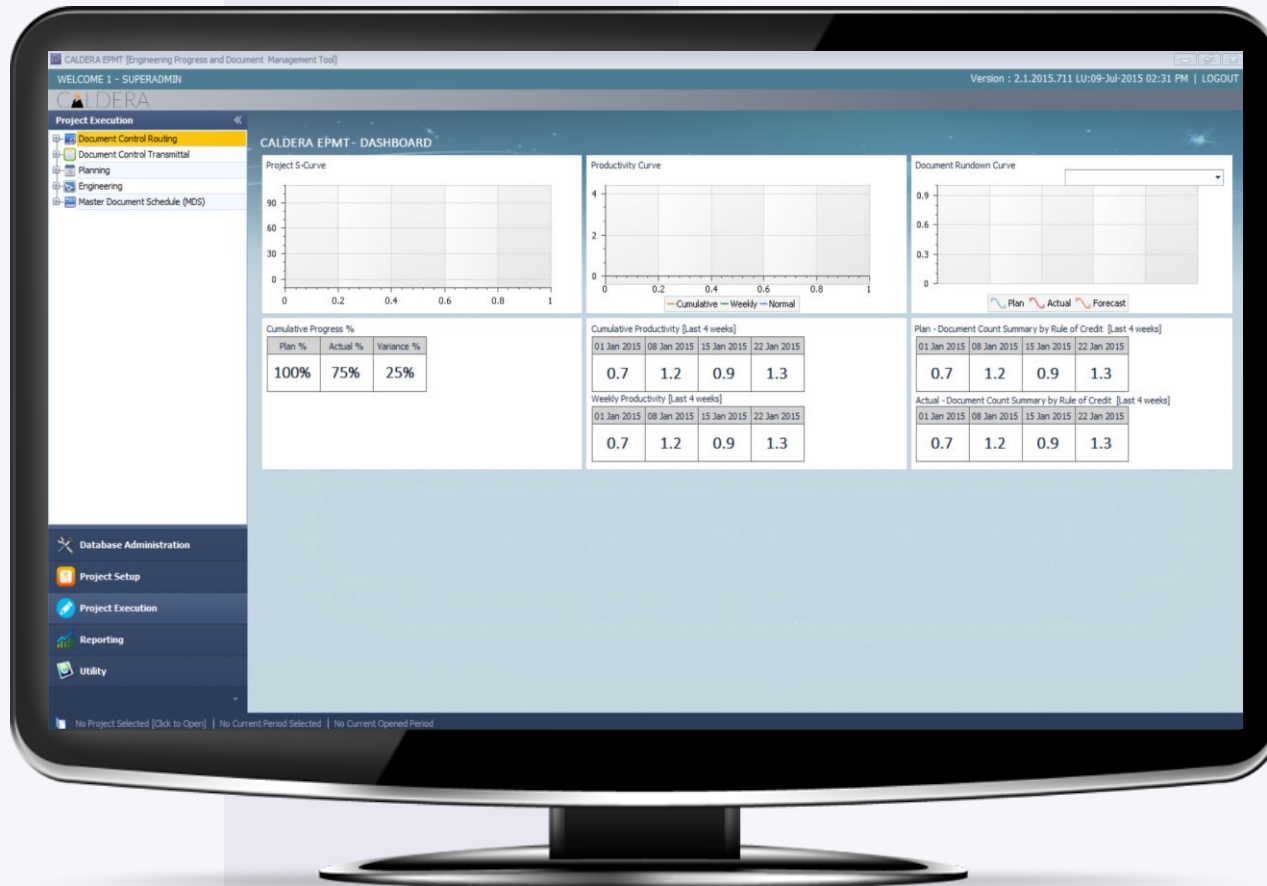 CALDERA EPMT [Engineering Progress and Document Management Tool]
WELCOME 1 - SUPERADMIN
Version : 2.1.2015.711 LU:09-Jul-2015 02:31 PM | LOGOUT
CALDERA
Project Execution
Document Control Routing
Document Control Transmittal
Planning
Engineering
Master Document Schedule (MDS)
Database Administration
Project Setup
Project Execution
Reporting
Utility
CALDERA EPMT - DASHBOARD
Project S-Curve
90
60
30
0
0 0.2 0.4 0.6 0.8 1
Productivity Curve
4
2
0
0 0.2 0.4 0.6 0.8 1
Cumulative Weekly Normal
Document Rundown Curve
0.9
0.6
0.3
0
Plan Actual Forecast
Cumulative Progress %
Plan % Actual % Variance %
100% 75% 25%
Cumulative Productivity [Last 4 weeks]
01 Jan 2015 08 Jan 2015 15 Jan 2015 22 Jan 2015
0.7 1.2 0.9 1.3
Weekly Productivity [Last 4 weeks]
01 Jan 2015 08 Jan 2015 15 Jan 2015 22 Jan 2015
0.7 1.2 0.9 1.3
Plan - Document Count Summary by Rule of Credit [Last 4 weeks]
01 Jan 2015 08 Jan 2015 15 Jan 2015 22 Jan 2015
0.7 1.2 0.9 1.3
Actual - Document Count Summary by Rule of Credit [Last 4 weeks]
01 Jan 2015 08 Jan 2015 15 Jan 2015 22 Jan 2015
0.7 1.2 0.9 1.3
No Project Selected [Click to Open] | No Current Period Selected | No Current Opened Period